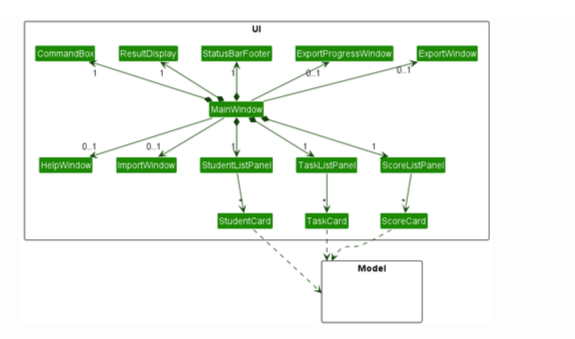 UI
CommandBox ResultDisplay StatusBarFooter ExportProgressWindow ExportWindow
1 1 1 0..1 0..1
MainWindow
0..1 0..1 1 1 1
HelpWindow ImportWindow StudentListPanel TaskListPanel ScoreListPanel
* * *
StudentCard TaskCard ScoreCard
Model